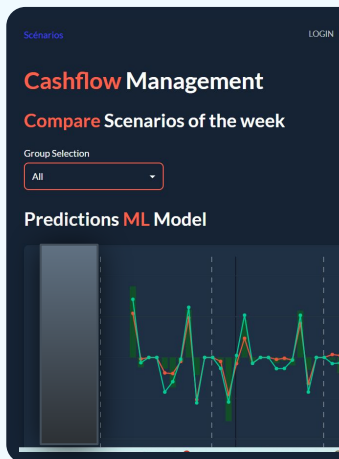 Scénarios
LOGIN
Cashflow Management
Compare Scenarios of the week
Group Selection
All
Predictions ML Model